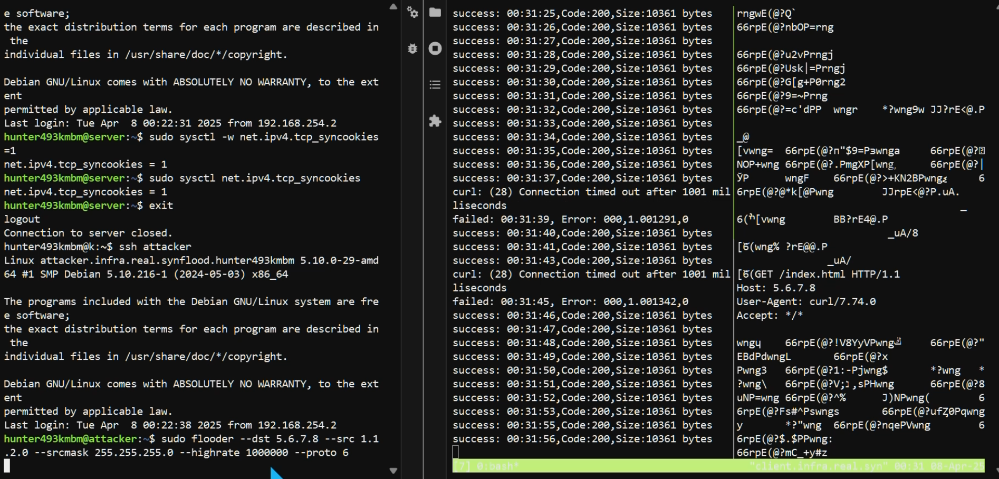 e software;
the exact distribution terms for each program are described in
 the
individual files in /usr/share/doc/*/copyright.

Debian GNU/Linux comes with ABSOLUTELY NO WARRANTY, to the ext
ent
permitted by applicable law.
Last login: Tue Apr  8 00:22:31 2025 from 192.168.254.2
hunter493kmbm@server:~$ sudo sysctl -w net.ipv4.tcp_syncookies
=1
net.ipv4.tcp_syncookies = 1
hunter493kmbm@server:~$ sudo sysctl net.ipv4.tcp_syncookies
net.ipv4.tcp_syncookies = 1
hunter493kmbm@server:~$ exit
logout
Connection to server closed.
hunter493kmbm@k:~$ ssh attacker
Linux attacker.infra.real.synflood.hunter493kmbm 5.10.0-29-amd
64 #1 SMP Debian 5.10.216-1 (2024-05-03) x86_64

The programs included with the Debian GNU/Linux system are fre
e software;
the exact distribution terms for each program are described in
 the
individual files in /usr/share/doc/*/copyright.

Debian GNU/Linux comes with ABSOLUTELY NO WARRANTY, to the ext
ent
permitted by applicable law.
Last login: Tue Apr  8 00:22:38 2025 from 192.168.254.2
hunter493kmbm@attacker:~$ sudo flooder --dst 5.6.7.8 --src 1.1
.2.0 --srcmask 255.255.255.0 --highrate 1000000 --proto 6

success: 00:31:25,Code:200,Size:10361 bytes
success: 00:31:26,Code:200,Size:10361 bytes
success: 00:31:27,Code:200,Size:10361 bytes
success: 00:31:28,Code:200,Size:10361 bytes
success: 00:31:29,Code:200,Size:10361 bytes
success: 00:31:30,Code:200,Size:10361 bytes
success: 00:31:31,Code:200,Size:10361 bytes
success: 00:31:32,Code:200,Size:10361 bytes
success: 00:31:33,Code:200,Size:10361 bytes
success: 00:31:34,Code:200,Size:10361 bytes
success: 00:31:35,Code:200,Size:10361 bytes
success: 00:31:36,Code:200,Size:10361 bytes
success: 00:31:37,Code:200,Size:10361 bytes
curl: (28) Connection timed out after 1001 mil
liseconds
failed: 00:31:39, Error: 000,1.001291,0
success: 00:31:40,Code:200,Size:10361 bytes
success: 00:31:41,Code:200,Size:10361 bytes
success: 00:31:43,Code:200,Size:10361 bytes
curl: (28) Connection timed out after 1001 mil
liseconds
failed: 00:31:45, Error: 000,1.001342,0
success: 00:31:46,Code:200,Size:10361 bytes
success: 00:31:47,Code:200,Size:10361 bytes
success: 00:31:48,Code:200,Size:10361 bytes
success: 00:31:49,Code:200,Size:10361 bytes
success: 00:31:50,Code:200,Size:10361 bytes
success: 00:31:51,Code:200,Size:10361 bytes
success: 00:31:52,Code:200,Size:10361 bytes
success: 00:31:53,Code:200,Size:10361 bytes
success: 00:31:55,Code:200,Size:10361 bytes
success: 00:31:56,Code:200,Size:10361 bytes

rngwE(@?Q`
66rpE(@?nbOP=rng

66rpE(@?u2vPrngj
66rpE(@?Usk|=Prngj
66rpE(@?G[g+P0rng2
66rpE(@?9=~Prng
66rpE(@?=c'dPP  wngr    *?wng9w JJ?rE<@.P

_@
[vwng=  66rpE(@?п"$9=Pзwnga     66rpE(@?
NOP+wng 66rpE(@?.PmgXP[wng      66rpE(@?|
ЎP      wngF    66rpE(@?>+KN2BPwng      6
6rpE(@?@*k[@Pwng        JJrpE<@?P.uA.
_
[vwng        BB?rE4@.P
_uA/8
(wng% ?rE@@.P
_uA/
(GET /index.html HTTP/1.1
Host: 5.6.7.8
User-Agent: curl/7.74.0
Accept: */*

wngվ    66rpE(@?!V8YyVPwng     66rpE(@?"
EBdPdwngL       66rpE(@?x
Pwng3   66rpE(@?1:-Pjwng$       *?wng   *
?wng\   66rpE(@?V; ,sPHwng      66rpE(@?8
uNP=wng 66rpE(@?^%      J)NPwng(        6
6rpE(@?Fs#^Pswngs       66rpE(@?ufZ0Pqwng
y       *?"wng  66rpE(@?nqePVwng        6
6rpE(@?$.$PPwng:
66rpE(@?mC_+y#z
[7] 0:bash*    "client.infra.real.syn" 00:31 08-Apr-25